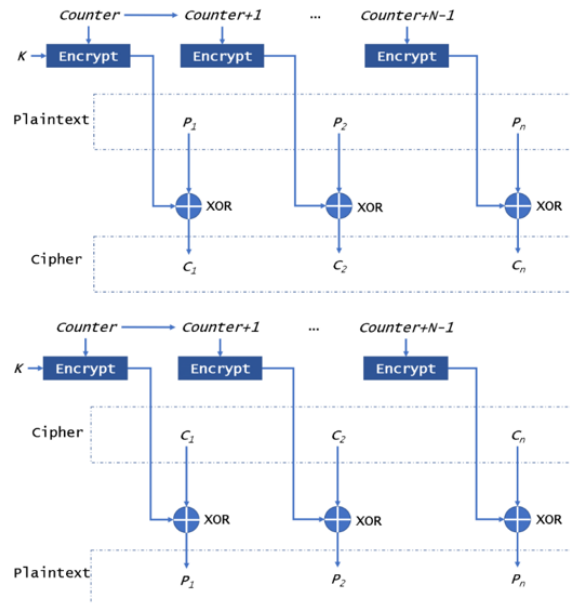 Counter Counter+1 ... Counter+N-1
K Encrypt Encrypt Encrypt
Plaintext P1 P2 Pn
XOR XOR XOR
Cipher C1 C2 Cn
Counter Counter+1 ... Counter+N-1
K Encrypt Encrypt Encrypt
Cipher C1 C2 Cn
XOR XOR XOR
Plaintext P1 P2 Pn